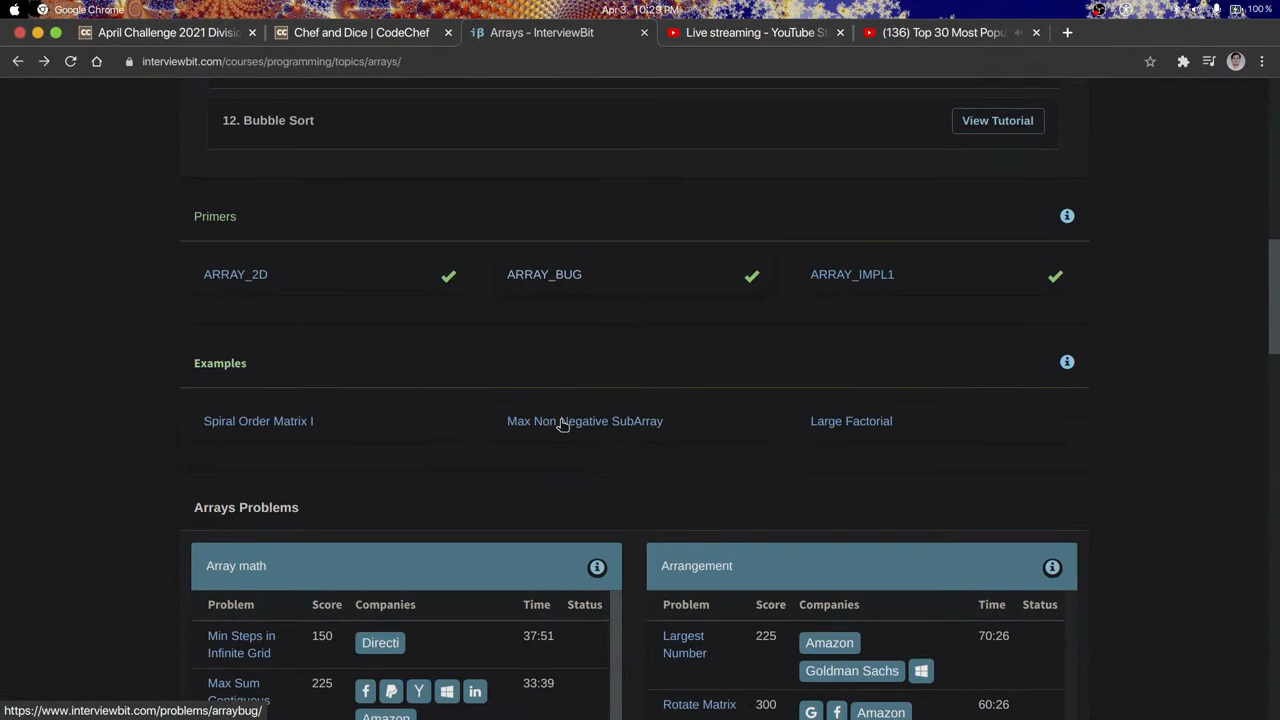 Google Chrome
Apr 3, 10:29 PM
100 %
April Challenge 2021 Divisio
Chef and Dice | CodeChef
Arrays - InterviewBit
Live streaming - YouTube St
(136) Top 30 Most Popu
interviewbit.com/courses/programming/topics/arrays/
12. Bubble Sort
View Tutorial
Primers
ARRAY_2D
ARRAY_BUG
ARRAY_IMPL1
Examples
Spiral Order Matrix I
Max Non Negative SubArray
Large Factorial
Arrays Problems
Array math
Arrangement
Problem Score Companies Time Status
Problem Score Companies Time Status
Min Steps in
Infinite Grid
150
Directi
37:51
Largest
Number
225
Amazon
Goldman Sachs
70:26
Max Sum
Contiguous
225
Amazon
33:39
Rotate Matrix
300
Amazon
60:26
https://www.interviewbit.com/problems/arraybug/